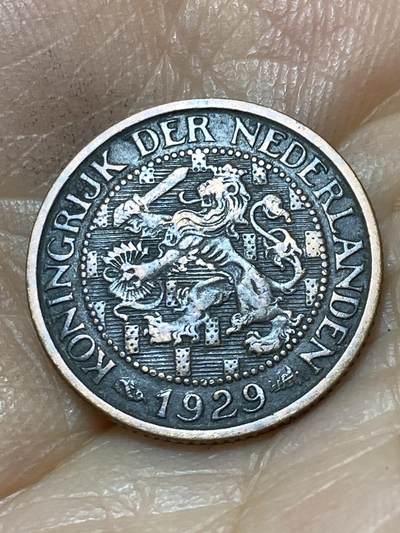 KONINGRIJK DER NEDERLANDEN
1929